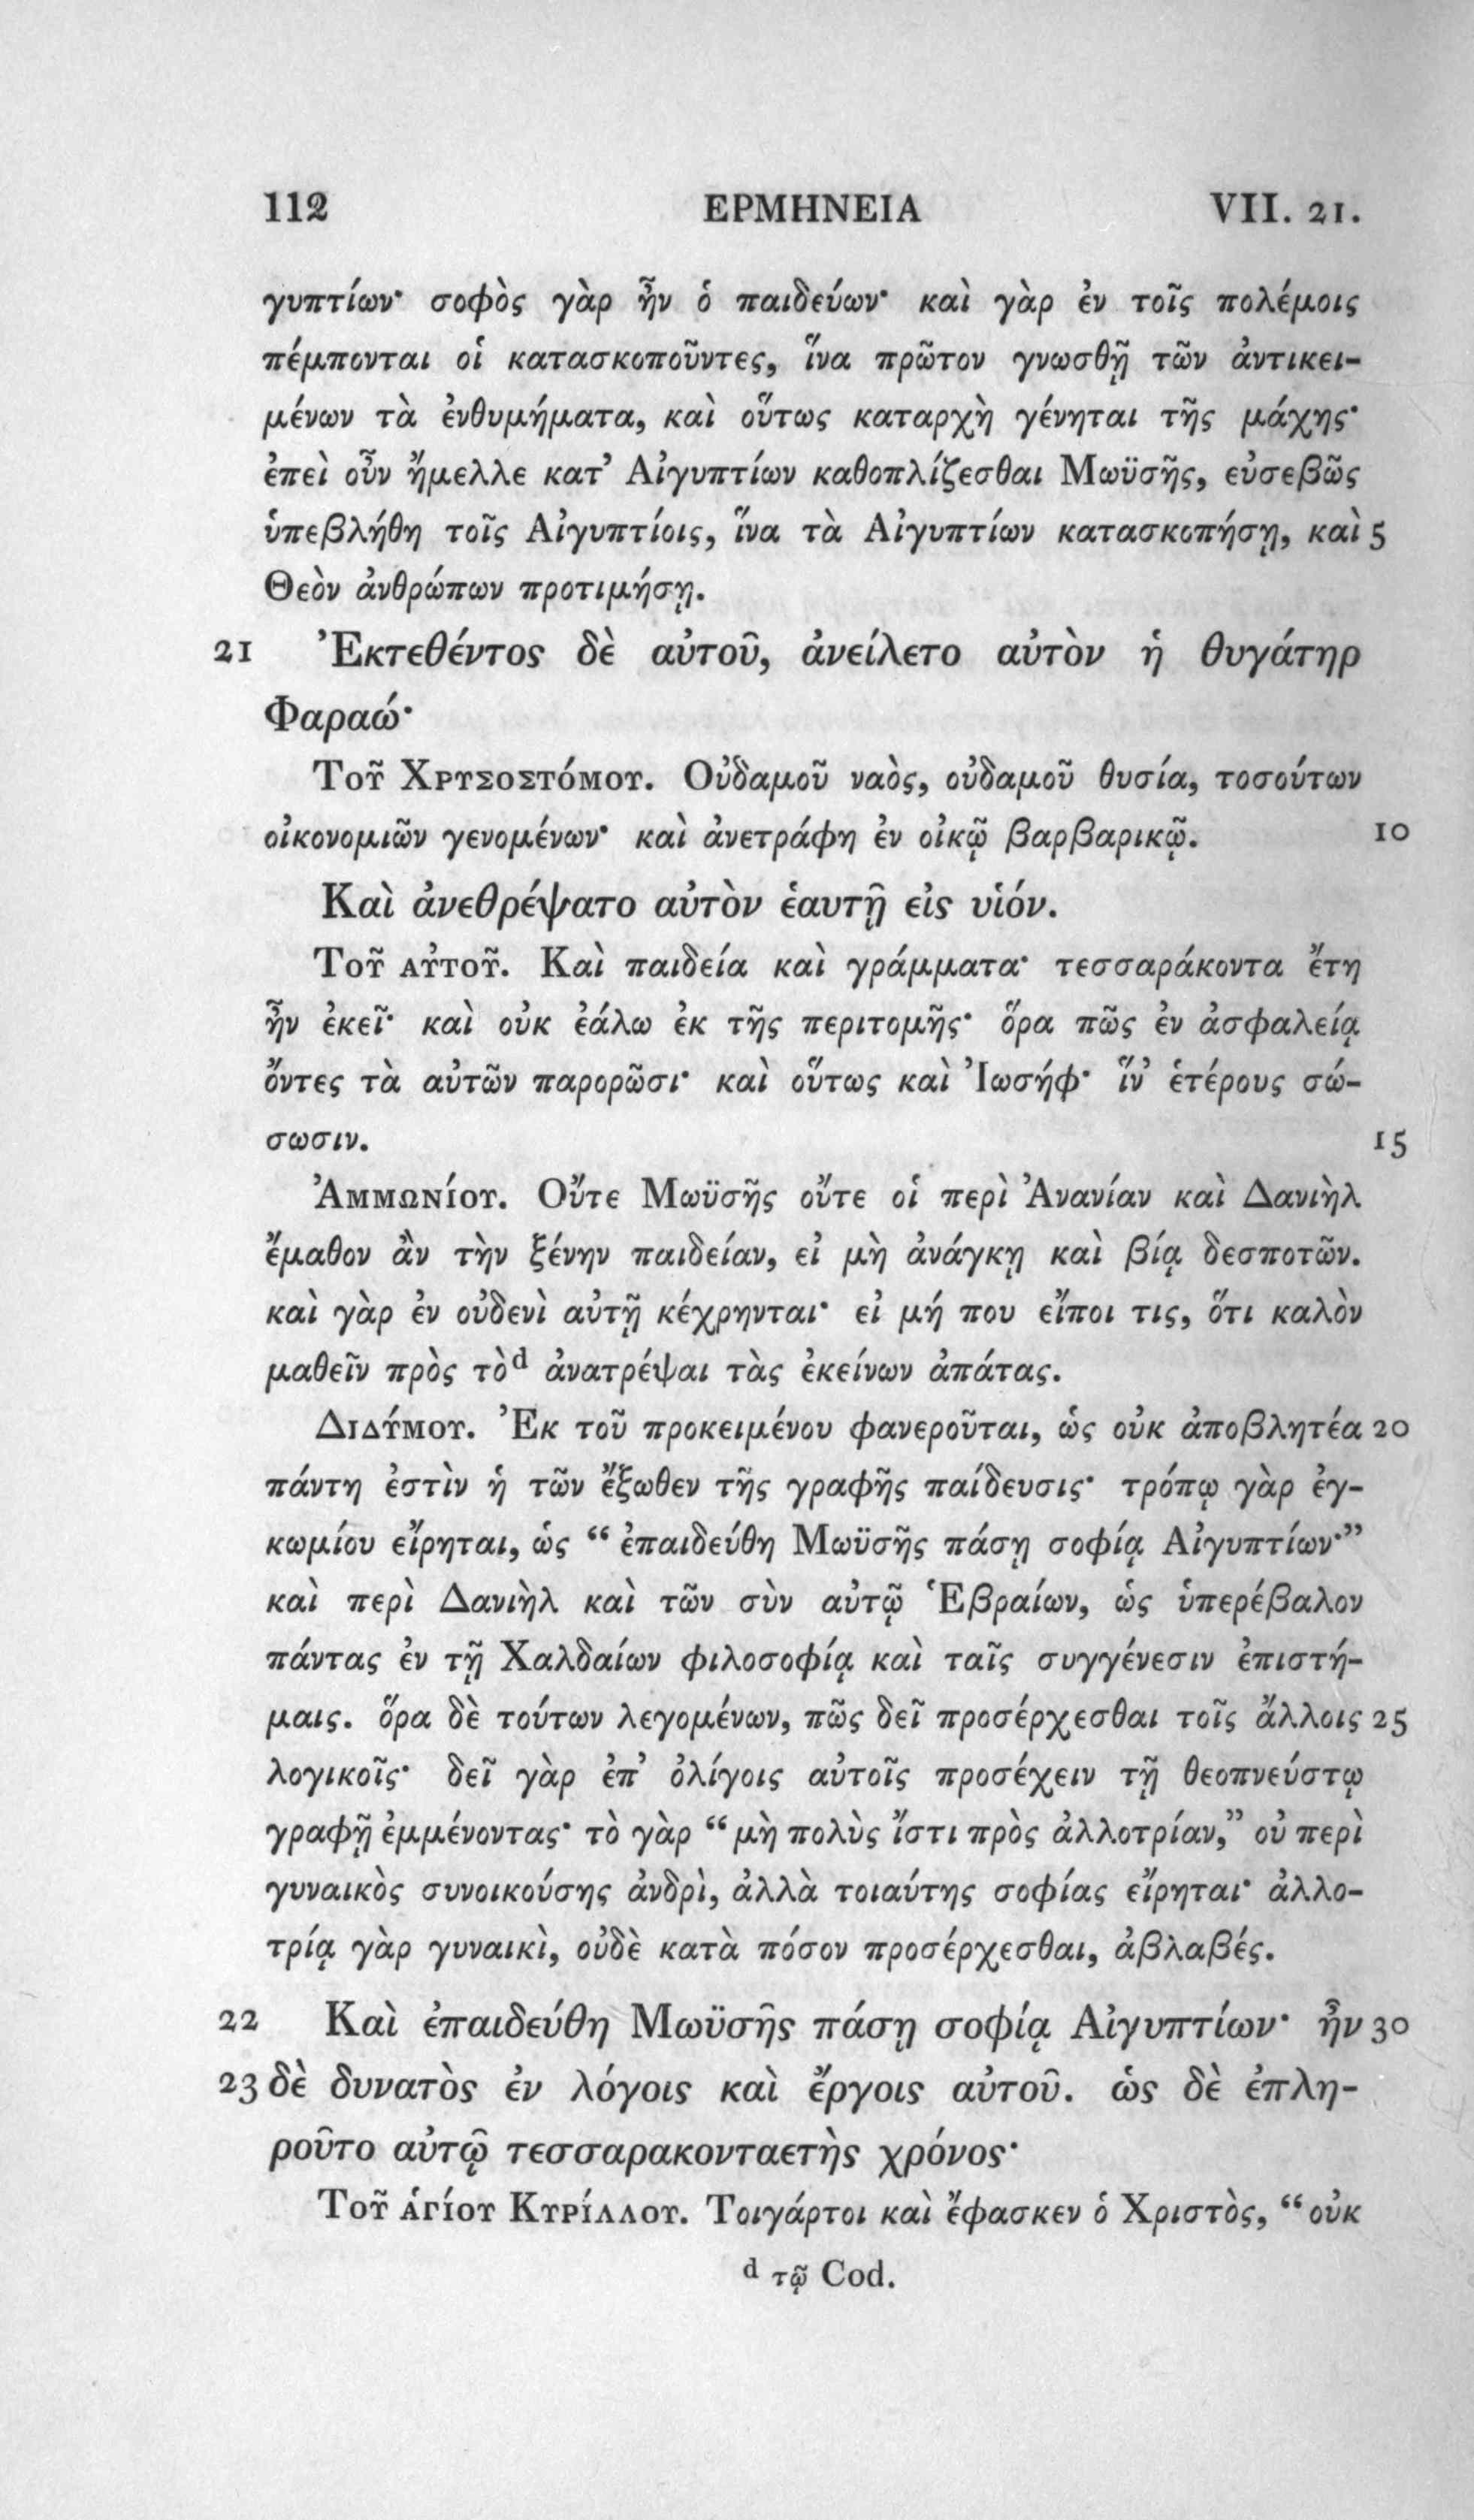 112 ΕΡΜΗΝΕΙΑ VII. 21.
γυπτίων· σοφὸς γὰρ ἦν ὁ παιδεύων· καὶ γὰρ ἐν τοῖς πολέμοις
πέμπονται οἱ κατασκοποῦντες, ἵνα πρῶτον γνωσθῇ τῶν ἀντικει-
μένων τὰ ἐνθυμήματα, καὶ οὕτως καταρχὴ γένηται τῆς μάχης·
ἐπεὶ οὖν ἤμελλε κατ’ Αἰγυπτίων καθοπλίζεσθαι Μωϋσῆς, εὐσεβῶς
ὑπεβλήθη τοῖς Αἰγυπτίοις, ἵνα τὰ Αἰγυπτίων κατασκοπήσῃ, καὶ 5
Θεὸν ἀνθρώπων προτιμήσῃ.
21 Ἐκτεθέντος δὲ αὐτοῦ, ἀνείλετο αὐτὸν ἡ θυγάτηρ
Φαραώ·
Τοῦ Χρυσοστόμου. Οὐδαμοῦ ναὸς, οὐδαμοῦ θυσία, τοσούτων
οἰκονομιῶν γενομένων· καὶ ἀνετράφη ἐν οἰκῷ βαρβαρικῷ. 10
Καὶ ἀνεθρέψατο αὐτὸν ἑαυτῇ εἰς υἱόν.
Τοῦ αὐτοῦ. Καὶ παιδεία καὶ γράμματα· τεσσαράκοντα ἔτη
ἦν ἐκεῖ· καὶ οὐκ ἑάλω ἐκ τῆς περιτομῆς· ὅρα πῶς ἐν ἀσφαλείᾳ
ὄντες τὰ αὐτῶν παρορῶσι· καὶ οὕτως καὶ Ἰωσήφ· ἵν’ ἑτέρους σώ-
σωσιν. 15
Ἀμμωνίου. Οὔτε Μωϋσῆς οὔτε οἱ περὶ Ἀνανίαν καὶ Δανιὴλ
ἔμαθον ἂν τὴν ξένην παιδείαν, εἰ μὴ ἀνάγκῃ καὶ βίᾳ δεσποτῶν.
καὶ γὰρ ἐν οὐδενὶ αὐτῇ κέχρηνται· εἰ μή που εἴποι τις, ὅτι καλὸν
μαθεῖν πρὸς τὸ d ἀνατρέψαι τὰς ἐκείνων ἀπάτας.
Διδύμου. Ἐκ τοῦ προκειμένου φανεροῦται, ὡς οὐκ ἀποβλητέα 20
πάντη ἐστὶν ἡ τῶν ἔξωθεν τῆς γραφῆς παίδευσις· τρόπῳ γὰρ ἐγ-
κωμίου εἴρηται, ὡς “ ἐπαιδεύθη Μωϋσῆς πάσῃ σοφίᾳ Αἰγυπτίων·”
καὶ περὶ Δανιὴλ καὶ τῶν σὺν αὐτῷ Ἑβραίων, ὡς ὑπερέβαλον
πάντας ἐν τῇ Χαλδαίων φιλοσοφίᾳ καὶ ταῖς συγγένεσιν ἐπιστή-
μαις. ὅρα δὲ τούτων λεγομένων, πῶς δεῖ προσέρχεσθαι τοῖς ἄλλοις 25
λογικοῖς· δεῖ γὰρ ἐπ’ ὀλίγοις αὐτοῖς προσέχειν τῇ θεοπνεύστῳ
γραφῇ ἐμμένοντας· τὸ γὰρ “ μὴ πολὺς ἴστι πρὸς ἀλλοτρίαν,” οὐ περὶ
γυναικὸς συνοικούσης ἀνδρὶ, ἀλλὰ τοιαύτης σοφίας εἴρηται· ἀλλο-
τρίᾳ γὰρ γυναικὶ, οὐδὲ κατὰ πόσον προσέρχεσθαι, ἀβλαβές.
22 Καὶ ἐπαιδεύθη Μωϋσῆς πάσῃ σοφίᾳ Αἰγυπτίων· ἦν 30
23 δὲ δυνατὸς ἐν λόγοις καὶ ἔργοις αὐτοῦ. ὡς δὲ ἐπλη-
ροῦτο αὐτῷ τεσσαρακονταετὴς χρόνος·
Τοῦ ἁγίου Κυρίλλου. Τοιγάρτοι καὶ ἔφασκεν ὁ Χριστὸς, “ οὐκ
d τῷ Cod.